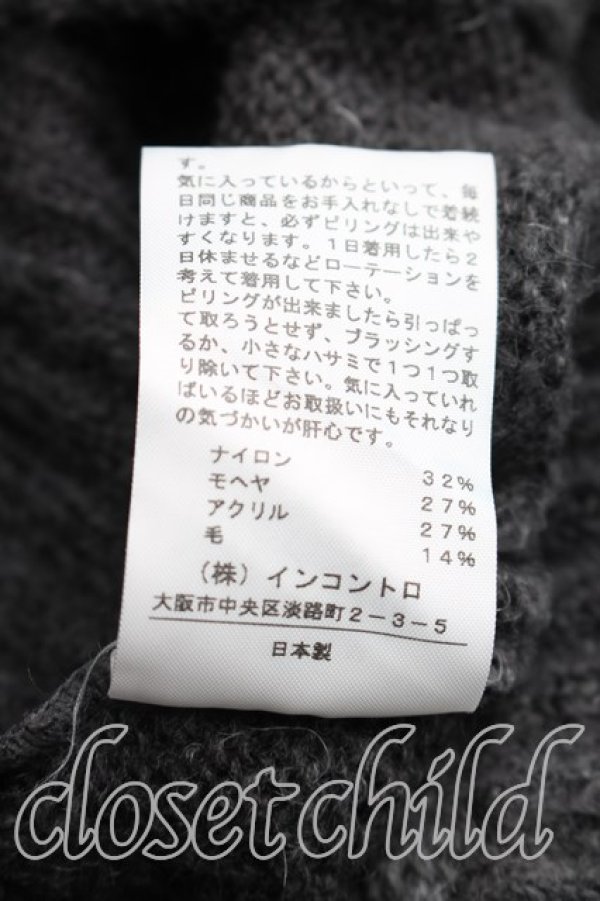 す。
気に入っているからといって、毎
日同じ商品をお手入れなしで着続
けますと、必ずピリングは出来や
すくなります。１日着用したら２
日休ませるなどローテーションを
考えて着用して下さい。
ピリングが出来ましたら引っぱっ
て取ろうとせず、ブラッシングす
るか、小さなハサミで１つ１つ取
り除いて下さい。気に入っていれ
ばいるほどお取扱いにもそれなり
の気づかいが肝心です。
ナイロン 32%
モヘヤ 27%
アクリル 27%
毛 14%
（株）インコントロ
大阪市中央区淡路町２－３－５
日本製
closet child